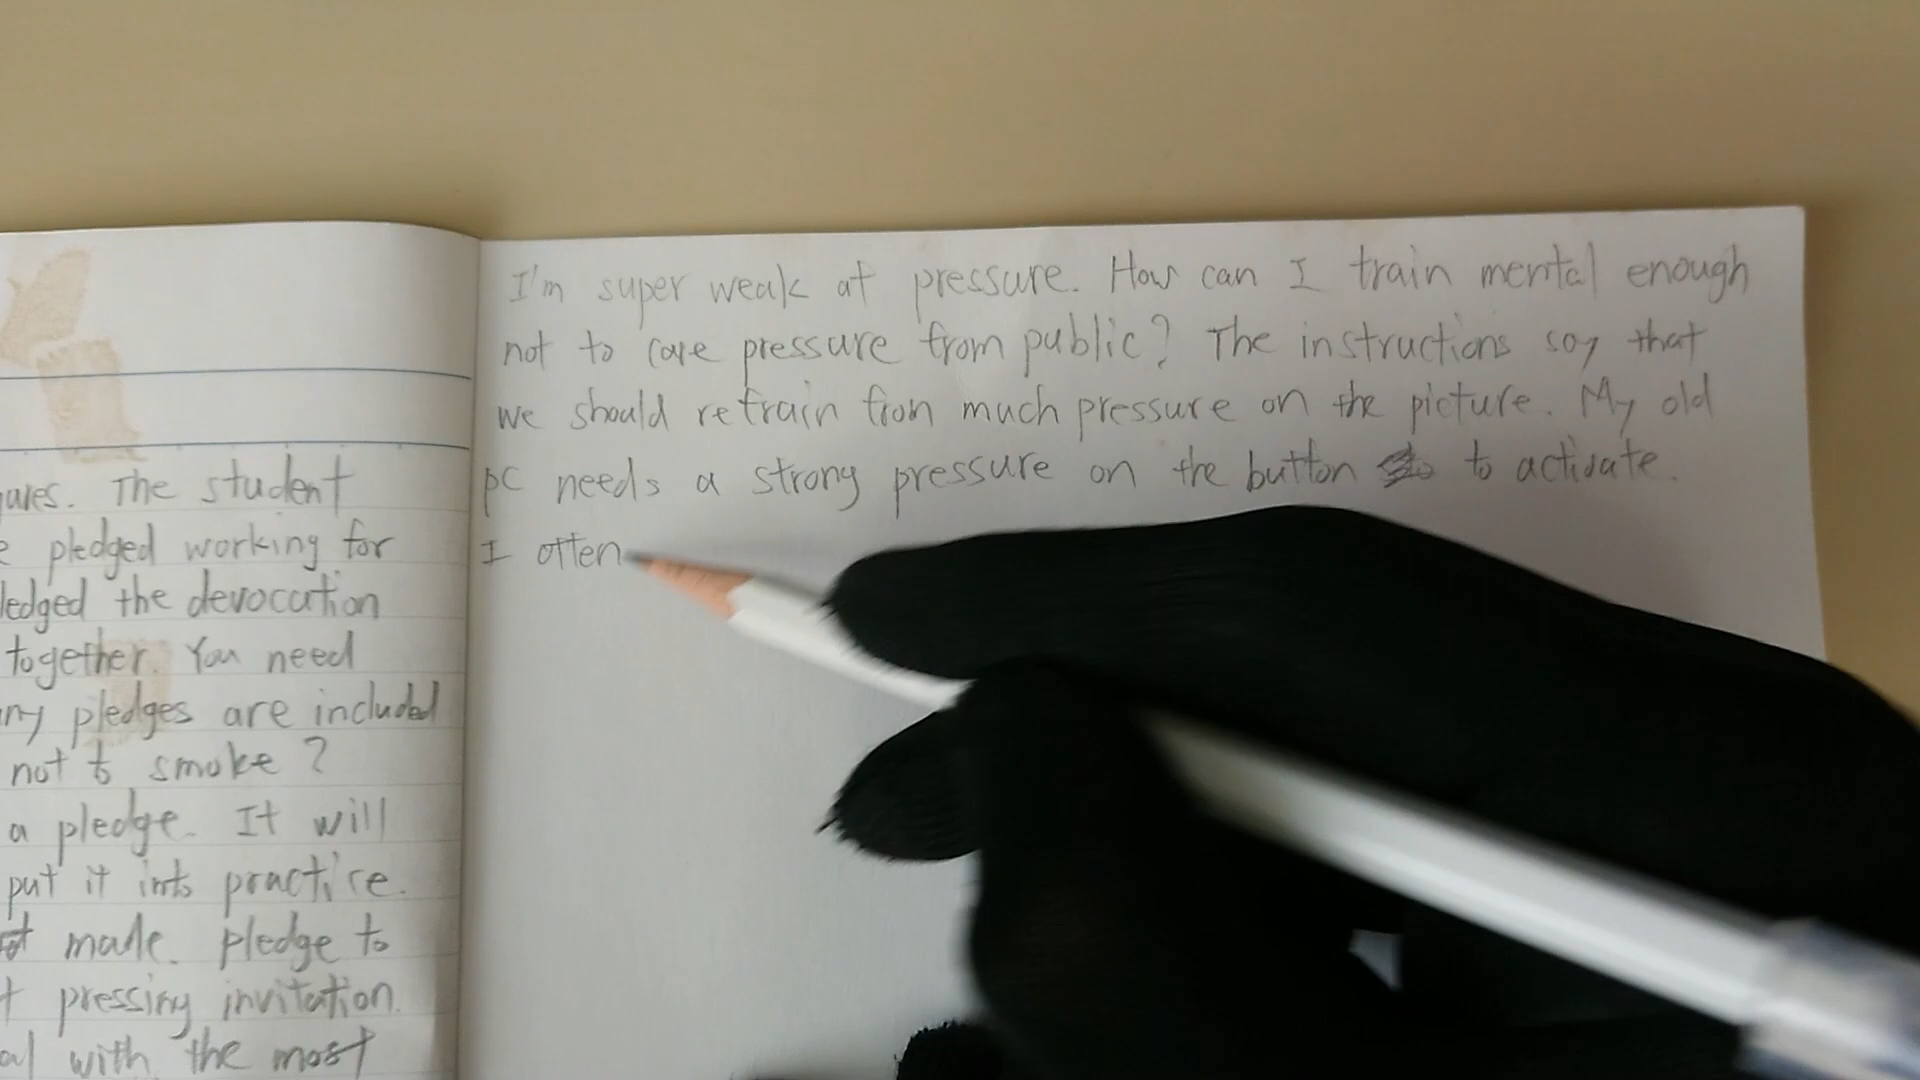 The student
pledged working for
the devocation
together. You need
pledges are included
not to smoke?
a pledge. It will
put it into practice.
made. pledge to
pressing invitation.
with the most
I'm super weak at pressure. How can I train mental enough
not to care pressure from public? The instructions say that
we should refrain from much pressure on the picture. My old
PC needs a strong pressure on the button to activate.
I often